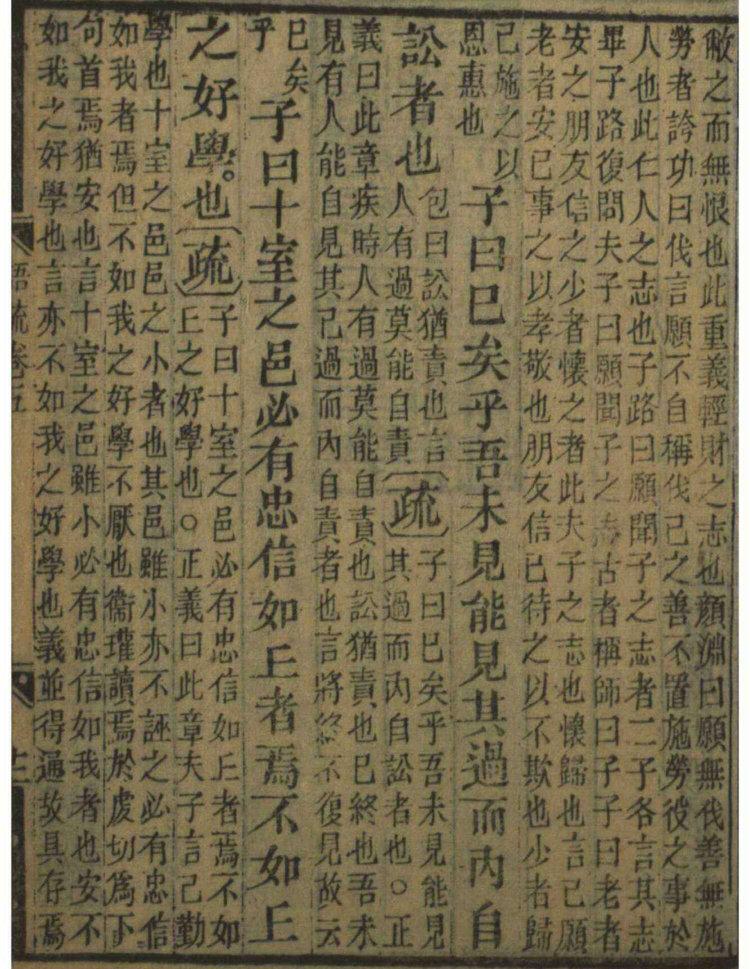 敝之而無恨也此重義輕財之志也顏淵曰願無伐善無施
勞者誇功曰伐言願不自稱伐己之善不置施勞役之事於
人也此仁人之志也子路曰願聞子之志者二子各言其志
畢子路復問夫子曰願聞子之志古者稱師曰子子曰老者
安之朋友信之少者懷之者此夫子之志也懷歸也言己願
老者安已事之以孝敬也朋友信已待之以不欺也少者歸
已施之以
恩惠也
子曰已矣乎吾未見能見其過而內自
訟者也
包曰訟猶責也言
人有過莫能自責
疏
子曰已矣乎吾未見能見
其過而內自訟者也○正
義曰此章疾時人有過莫能自責也訟猶責也已終也吾未
見有人能自見其己過而內自責者也言將終不復見故云
已矣
乎
子曰十室之邑必有忠信如丘者焉不如丘
之好學。也
疏
子曰十室之邑必有忠信如丘者焉不如
丘之好學也○正義曰此章夫子言己勤
學也十室之邑邑之小者也其邑雖小亦不誣之必有忠信
如我者焉但不如我之好學不厭也衞瓘讀焉於虔切爲下
句首焉猶安也言十室之邑雖小必有忠信如我者也安不
如我之好學也言亦不如我之好學也義並得通故具存焉
語疏卷五